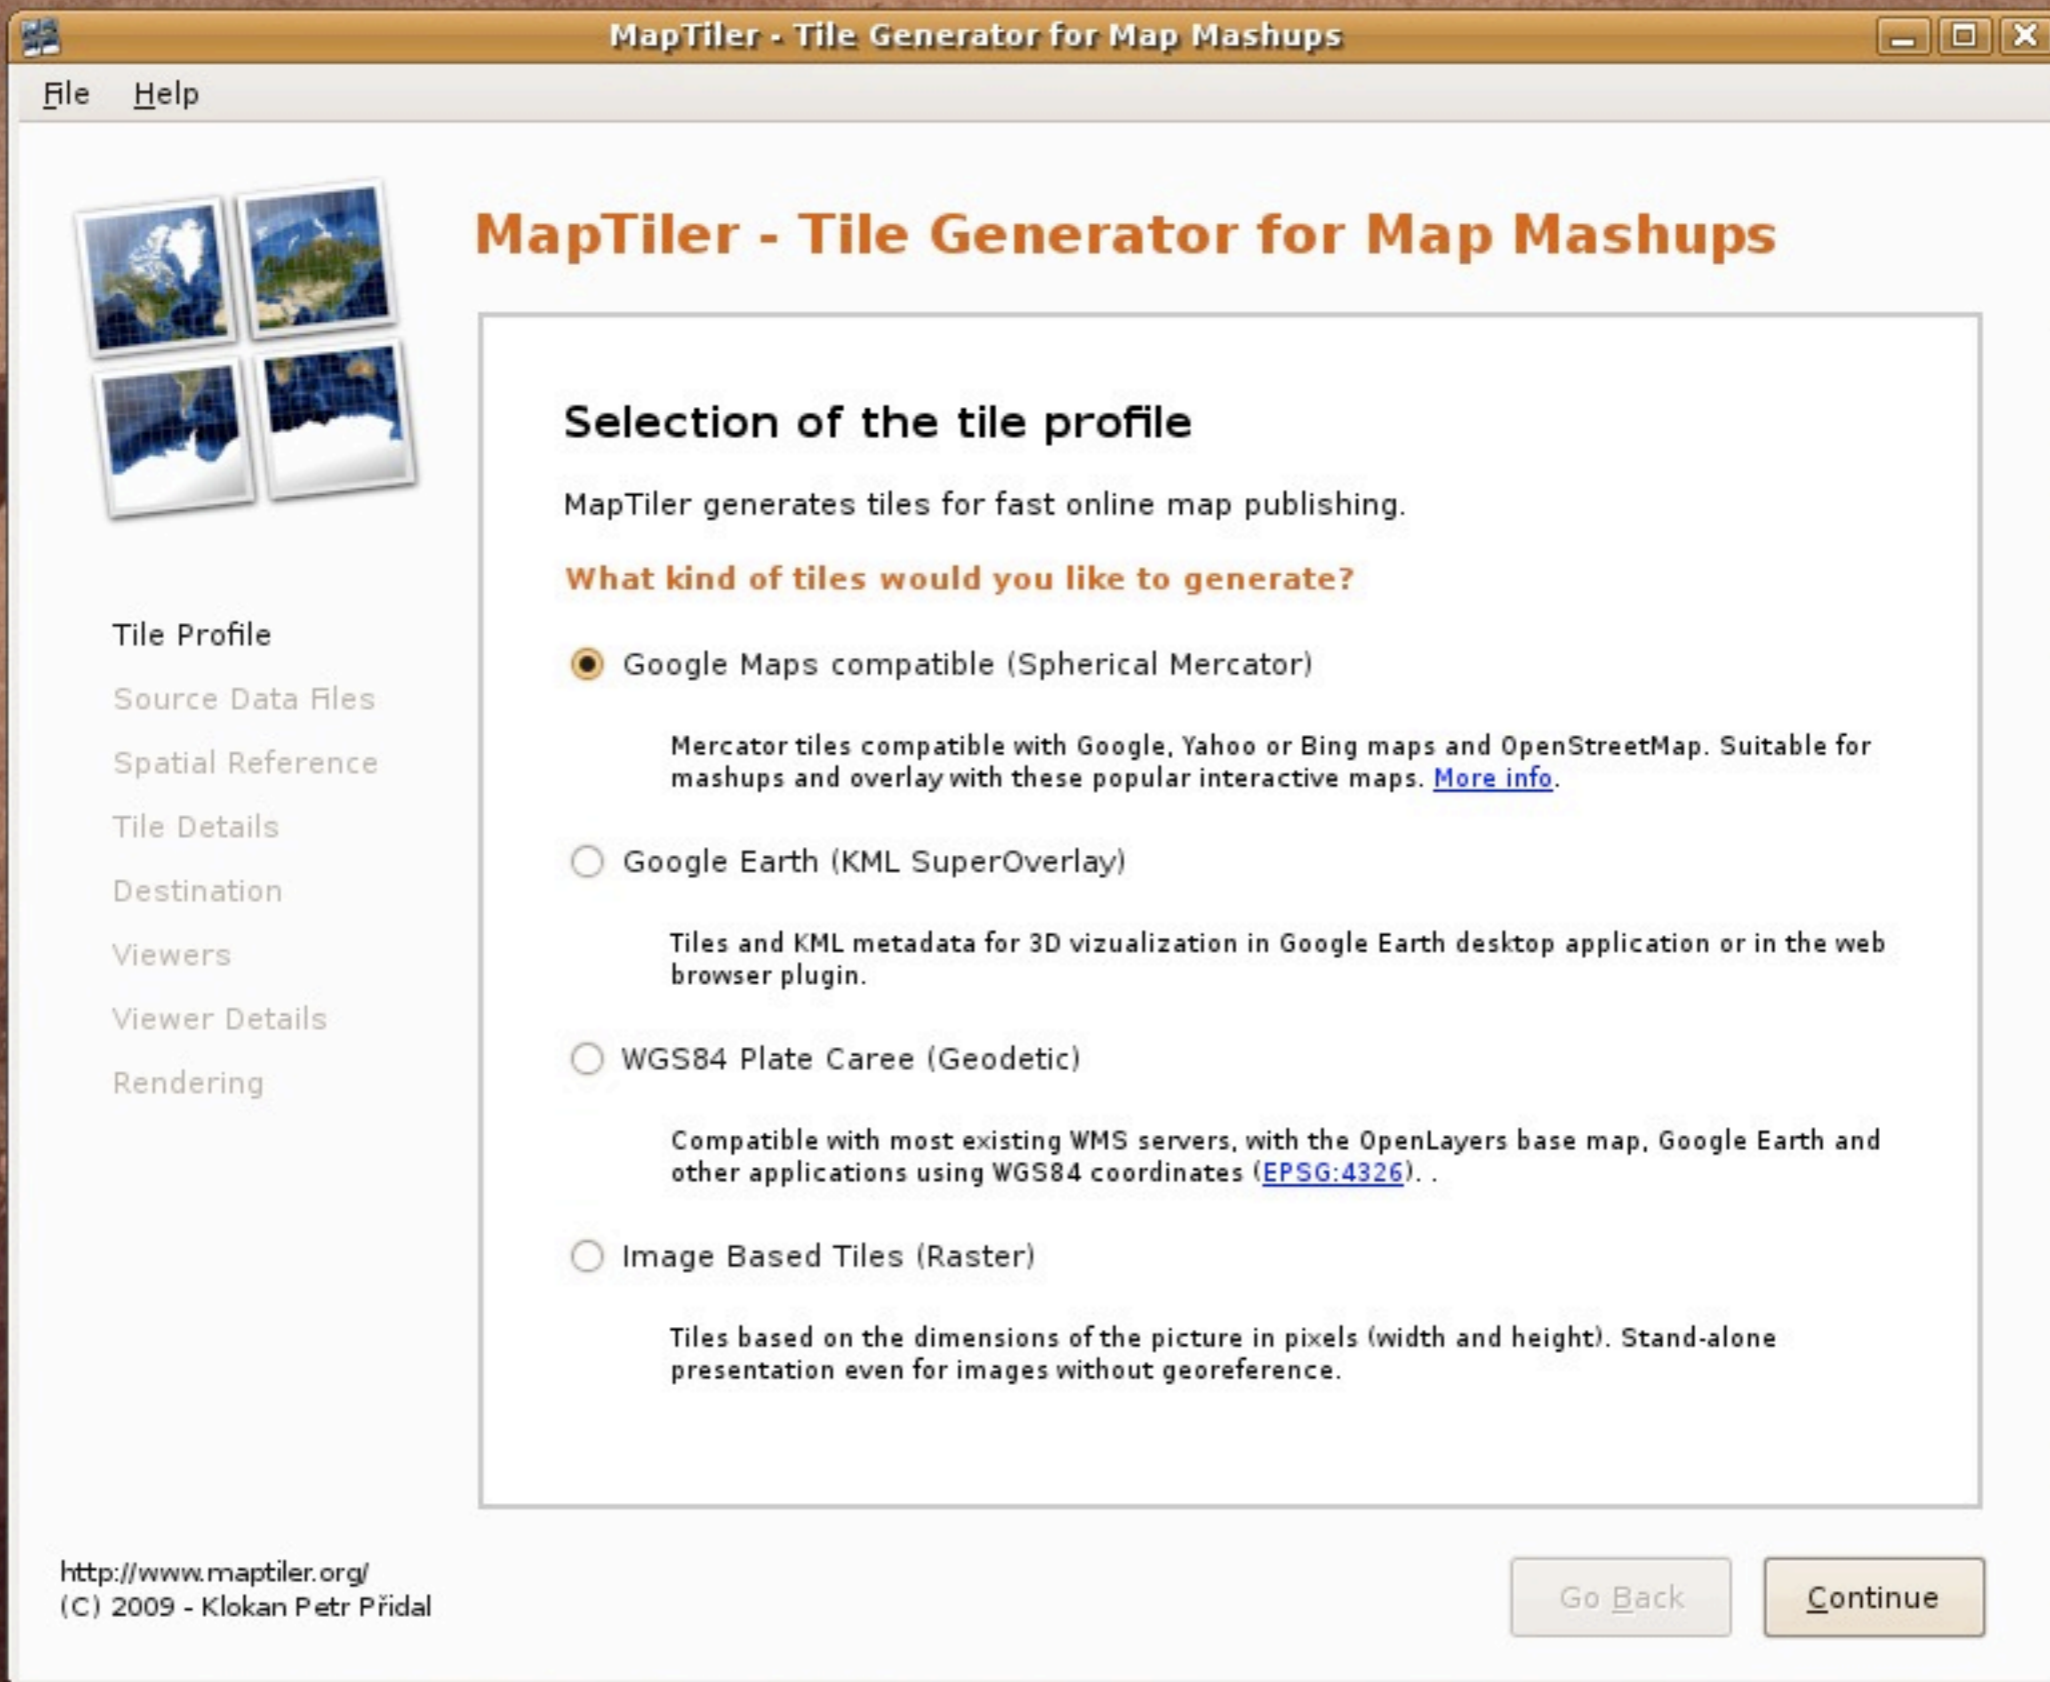 MapTiler - Tile Generator for Map Mashups
File Help
MapTiler - Tile Generator for Map Mashups
Selection of the tile profile
MapTiler generates tiles for fast online map publishing.
What kind of tiles would you like to generate?
Google Maps compatible (Spherical Mercator)
Mercator tiles compatible with Google, Yahoo or Bing maps and OpenStreetMap. Suitable for
mashups and overlay with these popular interactive maps. More info.
Google Earth (KML SuperOverlay)
Tiles and KML metadata for 3D vizualization in Google Earth desktop application or in the web
browser plugin.
WGS84 Plate Caree (Geodetic)
Compatible with most existing WMS servers, with the OpenLayers base map, Google Earth and
other applications using WGS84 coordinates (EPSG:4326). .
Image Based Tiles (Raster)
Tiles based on the dimensions of the picture in pixels (width and height). Stand-alone
presentation even for images without georeference.
Tile Profile
Source Data Files
Spatial Reference
Tile Details
Destination
Viewers
Viewer Details
Rendering
http://www.maptiler.org/
(C) 2009 - Klokan Petr Přidal
Go Back
Continue